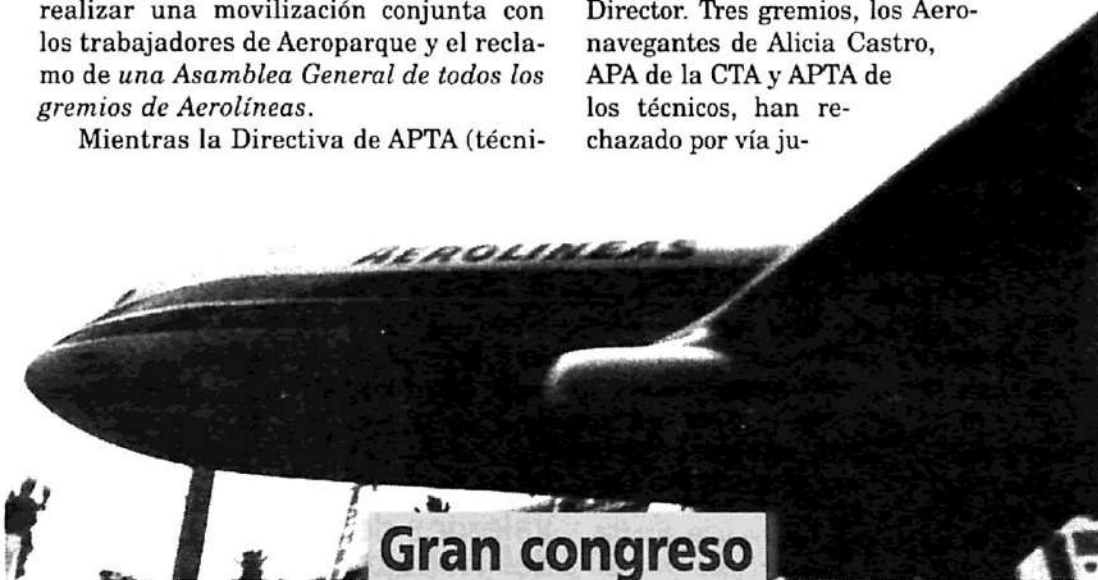 realizar una movilización conjunta con
los trabajadores de Aeroparque y el recla-
mo de una Asamblea General de todos los
gremios de Aerolíneas.
Mientras la Directiva de APTA (técni-
Director. Tres gremios, los Aero-
navegantes de Alicia Castro,
APA de la CTA y APTA de
los técnicos, han re-
chazado por vía ju-
AEROLINEAS
Gran congreso